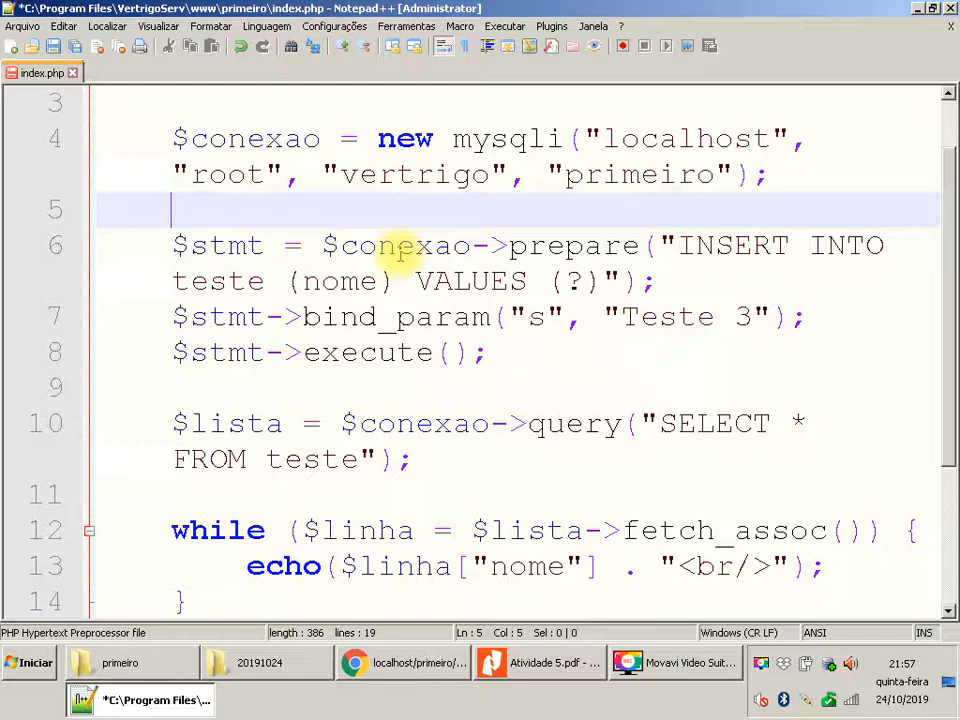 *C:\Program Files\VertrigoServ\www\primeiro\index.php - Notepad++ [Administrator]
Arquivo Editar Localizar Visualizar Formatar Linguagem Configurações Ferramentas Macro Executar Plugins Janela ? X
index.php
3
4 $conexao = new mysqli("localhost",
"root", "vertrigo", "primeiro");
5
6 $stmt = $conexao->prepare("INSERT INTO
teste (nome) VALUES (?)");
7 $stmt->bind_param("s", "Teste 3");
8 $stmt->execute();
9
10 $lista = $conexao->query("SELECT *
FROM teste");
11
12 while ($linha = $lista->fetch_assoc()) {
13 echo($linha["nome"] . "<br/>");
14 }
PHP Hypertext Preprocessor file length : 386 lines : 19 Ln : 5 Col : 5 Sel : 0 | 0 Windows (CR LF) ANSI INS
Iniciar primeiro 20191024 localhost/primeiro/... Atividade 5.pdf - ... Movavi Video Suit... 21:57
quinta-feira
*C:\Program Files\... 24/10/2019